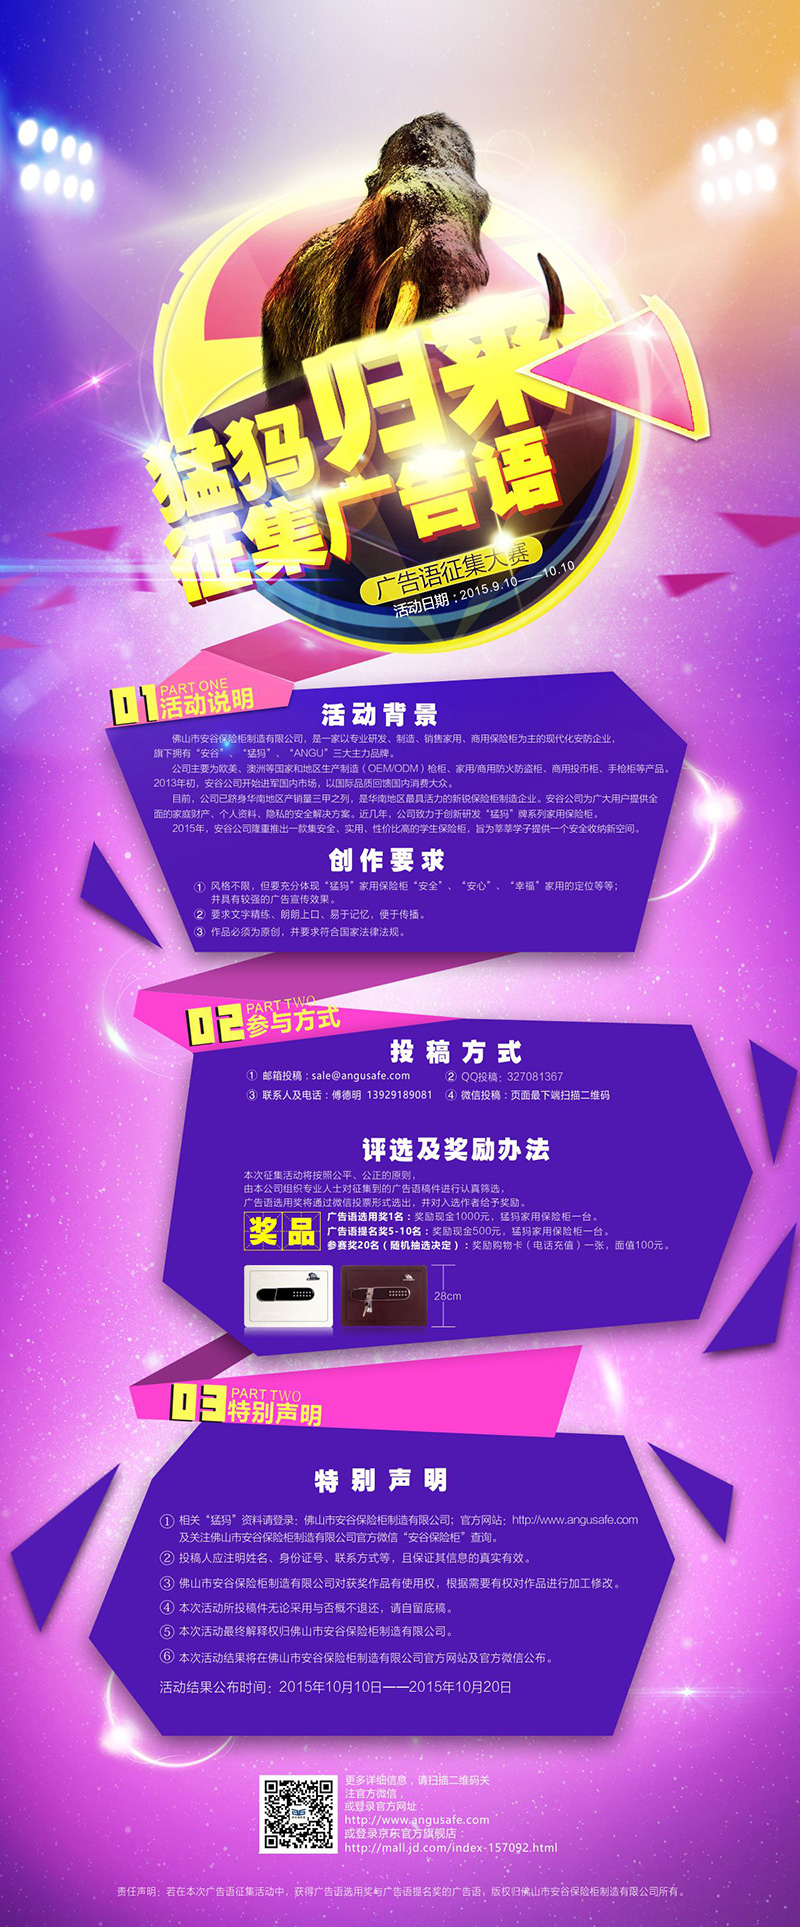 猛犸归来
征集广告语
广告语征集大赛
活动日期：2015.9.10——10.10
01 PART ONE
活动说明
活动背景
佛山市安谷保险柜制造有限公司，是一家以专业研发、制造、销售家用、商用保险柜为主的现代化安防企业，
旗下拥有“安谷”、“猛犸”、“ANGU”三大主力品牌。
公司主要为欧美、澳洲等国家和地区生产制造（OEM/ODM）枪柜、家用/商用防火防盗柜、商用投币柜、手枪柜等产品。
2013年初，安谷公司开始进军国内市场，以国际品质回馈国内消费大众。
目前，公司已跻身华南地区产销量三甲之列，是华南地区最具活力的新锐保险柜制造企业。安谷公司为广大用户提供全
面的家庭财产、个人资料、隐私的安全解决方案。近几年，公司致力于创新研发“猛犸”牌系列家用保险柜。
2015年，安谷公司隆重推出一款集安全、实用、性价比高的学生保险柜，旨为莘莘学子提供一个安全收纳新空间。
创作要求
① 风格不限，但要充分体现“猛犸”家用保险柜“安全”、“安心”、“幸福”家用的定位等等；
并具有较强的广告宣传效果。
② 要求文字精练、朗朗上口、易于记忆，便于传播。
③ 作品必须为原创，并要求符合国家法律法规。
02 PART TWO
参与方式
投稿方式
① 邮箱投稿：sale@angusafe.com ② QQ投稿：327081367
③ 联系人及电话：傅德明 13929189081 ④ 微信投稿：页面最下端扫描二维码
评选及奖励办法
本次征集活动将按照公平、公正的原则，
由本公司组织专业人士对征集到的广告语稿件进行认真筛选，
广告语选用奖将通过微信投票形式选出，并对入选作者给予奖励。
奖品
广告语选用奖1名：奖励现金1000元，猛犸家用保险柜一台。
广告语提名奖5-10名：奖励现金500元，猛犸家用保险柜一台。
参赛奖20名（随机抽选决定）：奖励购物卡（电话充值）一张，面值100元。
28cm
03 PART TWO
特别声明
特别声明
① 相关“猛犸”资料请登录：佛山市安谷保险柜制造有限公司；官方网站：http://www.angusafe.com
及关注佛山市安谷保险柜制造有限公司官方微信“安谷保险柜”查询。
② 投稿人应注明姓名、身份证号、联系方式等，且保证其信息的真实有效。
③ 佛山市安谷保险柜制造有限公司对获奖作品有使用权，根据需要有权对作品进行加工修改。
④ 本次活动所投稿件无论采用与否概不退还，请自留底稿。
⑤ 本次活动最终解释权归佛山市安谷保险柜制造有限公司。
⑥ 本次活动结果将在佛山市安谷保险柜制造有限公司官方网站及官方微信公布。
活动结果公布时间：2015年10月10日——2015年10月20日
更多详细信息，请扫描二维码关
注官方微信，
或登录官方网址：
http://www.angusafe.com
或登录京东官方旗舰店：
http://mall.jd.com/index-157092.html
责任声明：若在本次广告语征集活动中，获得广告语选用奖与广告语提名奖的广告语，版权归佛山市安谷保险柜制造有限公司所有。